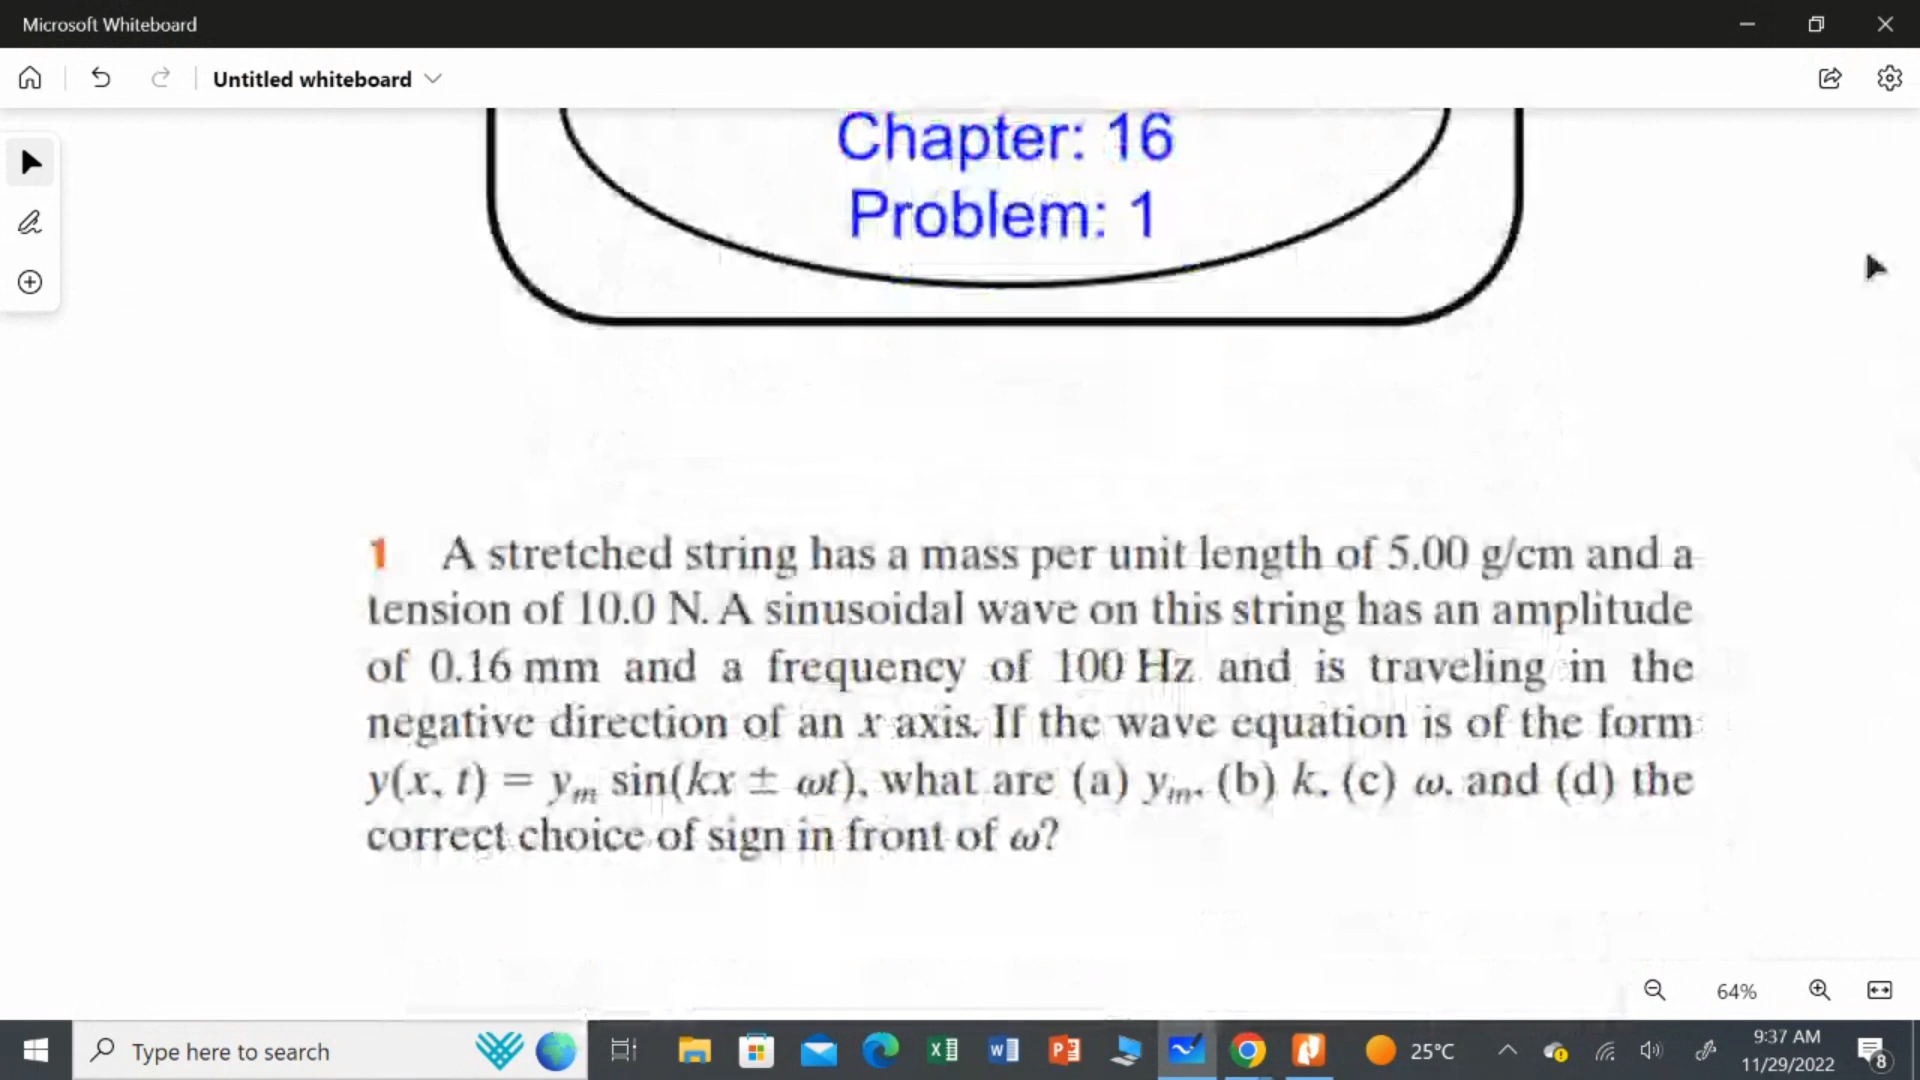 Microsoft Whiteboard
Untitled whiteboard
Chapter: 16
Problem: 1
1 A stretched string has a mass per unit length of 5.00 g/cm and a
tension of 10.0 N. A sinusoidal wave on this string has an amplitude
of 0.16 mm and a frequency of 100 Hz and is traveling in the
negative direction of an x axis. If the wave equation is of the form
y(x, t) = yₘ sin(kx ± ωt), what are (a) yₘ, (b) k, (c) ω, and (d) the
correct choice of sign in front of ω?
64%
Type here to search
25°C
9:37 AM
11/29/2022
8